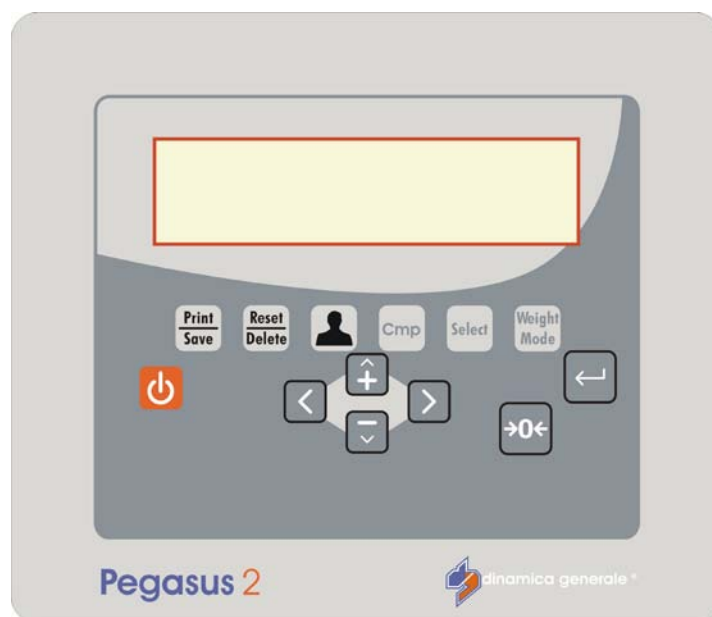 Print
Save
Reset
Delete
Cmp
Select
Weight
Mode
+
-
→0←
Pegasus 2
dinamica generale®